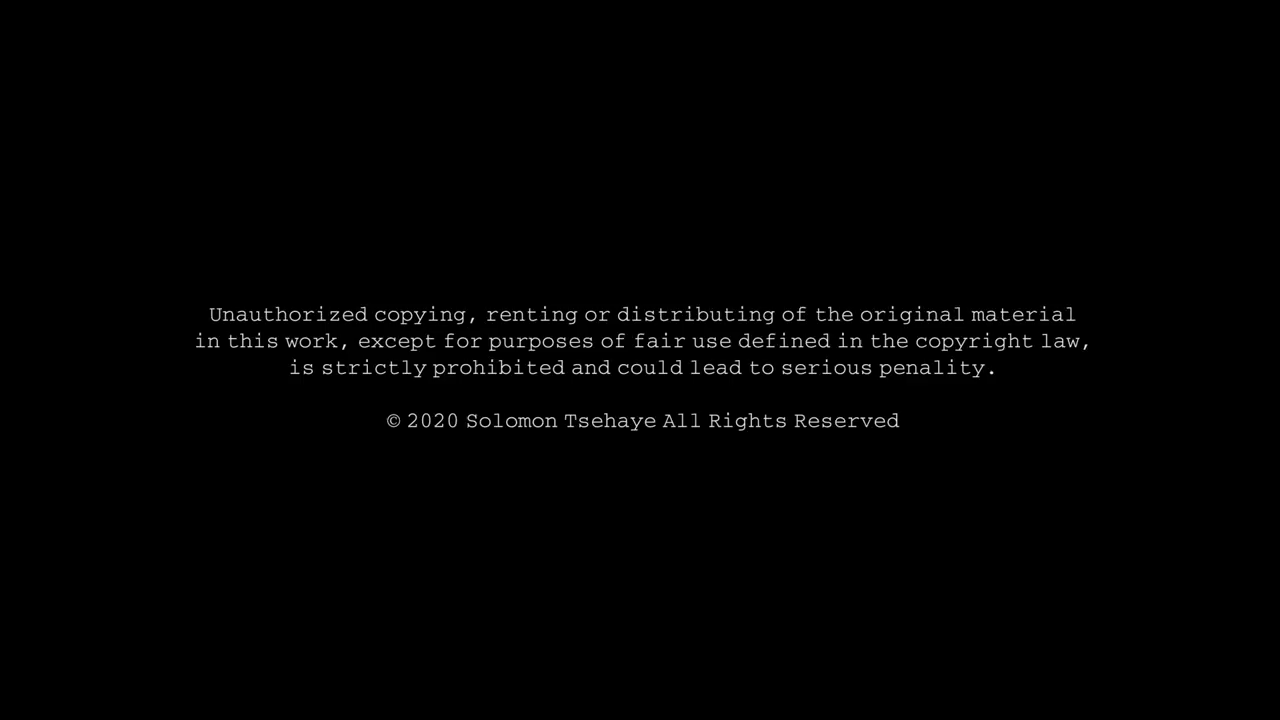 Unauthorized copying, renting or distributing of the original material
in this work, except for purposes of fair use defined in the copyright law,
is strictly prohibited and could lead to serious penality.
© 2020 Solomon Tsehaye All Rights Reserved